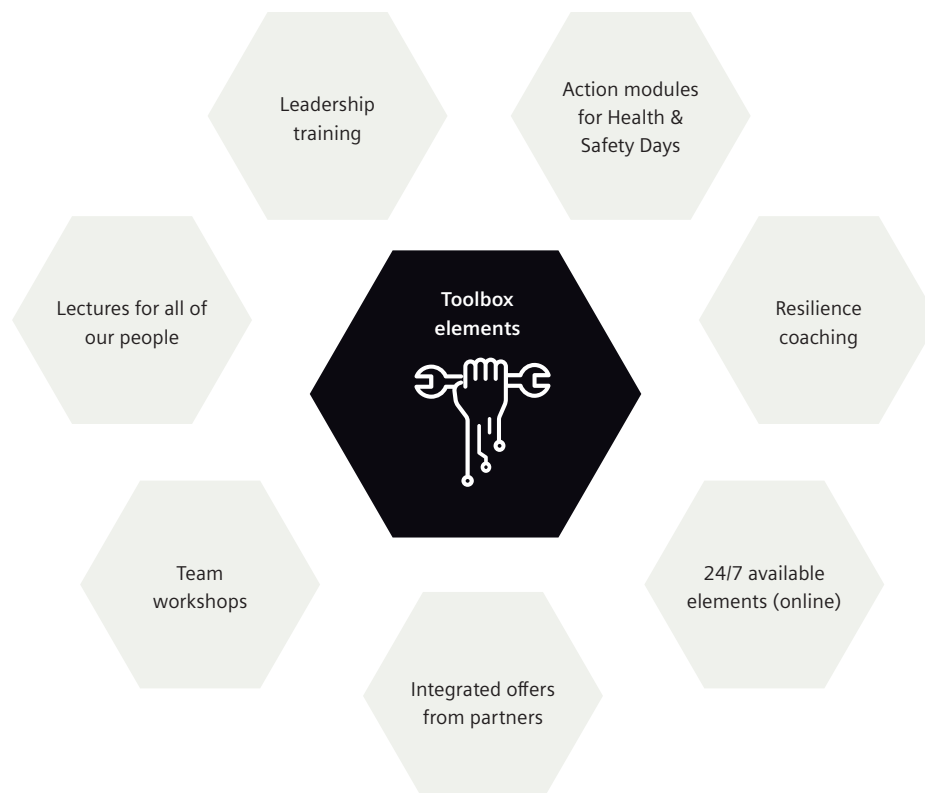 Leadership
training
Action modules
for Health &
Safety Days
Lectures for all of
our people
Toolbox
elements
Resilience
coaching
Team
workshops
24/7 available
elements (online)
Integrated offers
from partners